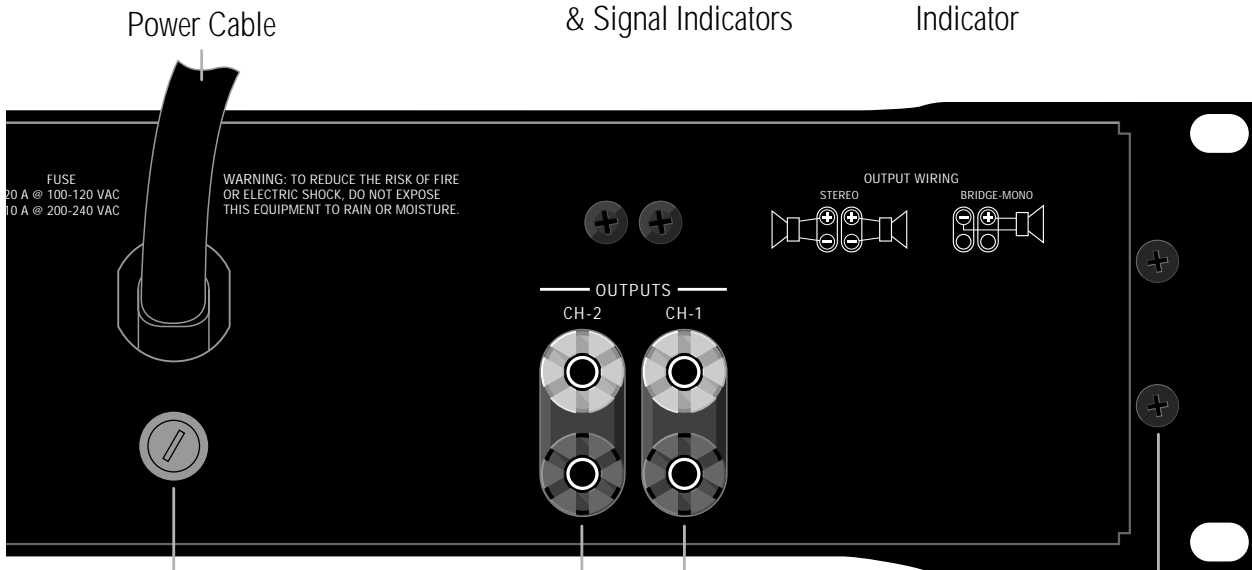 Power Cable
& Signal Indicators
Indicator
FUSE
20 A @ 100-120 VAC
10 A @ 200-240 VAC
WARNING: TO REDUCE THE RISK OF FIRE
OR ELECTRIC SHOCK, DO NOT EXPOSE
THIS EQUIPMENT TO RAIN OR MOISTURE.
OUTPUT WIRING
STEREO
BRIDGE-MONO
OUTPUTS
CH-2
CH-1